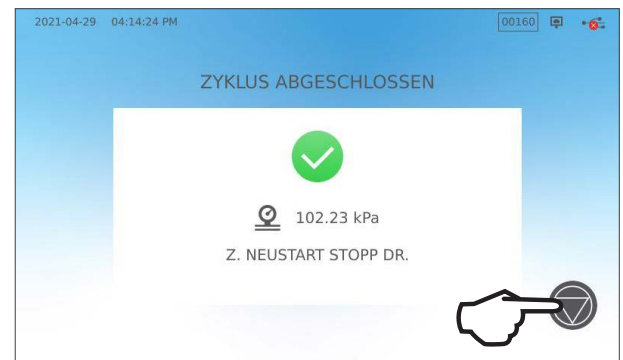 2021-04-29 04:14:24 PM 00160
ZYKLUS ABGESCHLOSSEN
102.23 kPa
Z. NEUSTART STOPP DR.